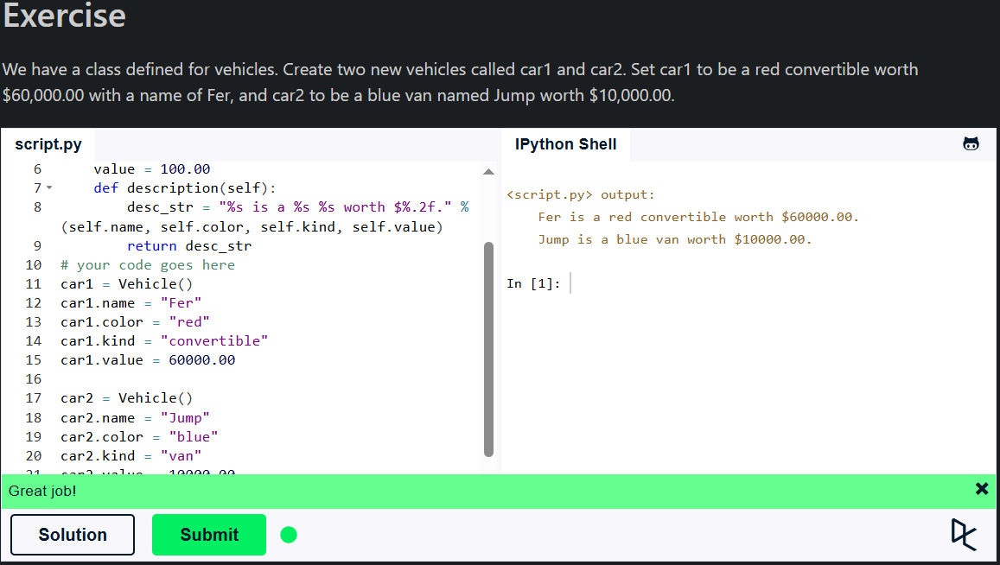 Exercise
We have a class defined for vehicles. Create two new vehicles called car1 and car2. Set car1 to be a red convertible worth
$60,000.00 with a name of Fer, and car2 to be a blue van named Jump worth $10,000.00.
script.py
6 value = 100.00
7 def description(self):
8 desc_str = "%s is a %s %s worth $%.2f." %
(self.name, self.color, self.kind, self.value)
9 return desc_str
10 # your code goes here
11 car1 = Vehicle()
12 car1.name = "Fer"
13 car1.color = "red"
14 car1.kind = "convertible"
15 car1.value = 60000.00
16
17 car2 = Vehicle()
18 car2.name = "Jump"
19 car2.color = "blue"
20 car2.kind = "van"
21 car2.value = 10000.00
IPython Shell
<script.py> output:
Fer is a red convertible worth $60000.00.
Jump is a blue van worth $10000.00.
In [1]:
Great job!
Solution
Submit